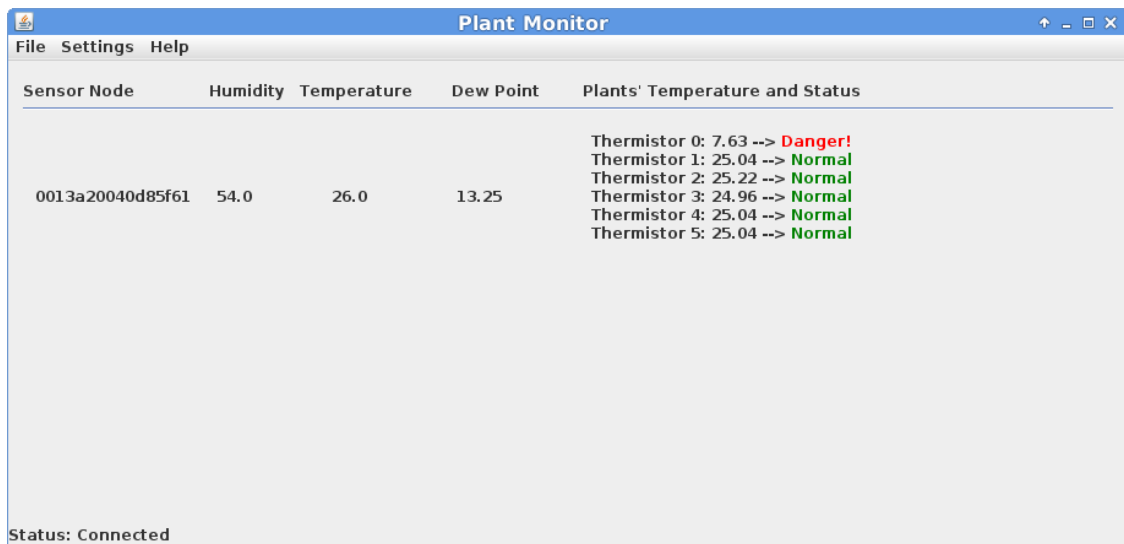 Plant Monitor
File Settings Help
Sensor Node Humidity Temperature Dew Point Plants' Temperature and Status
Thermistor 0: 7.63 --> Danger!
Thermistor 1: 25.04 --> Normal
Thermistor 2: 25.22 --> Normal
0013a20040d85f61 54.0 26.0 13.25 Thermistor 3: 24.96 --> Normal
Thermistor 4: 25.04 --> Normal
Thermistor 5: 25.04 --> Normal
Status: Connected